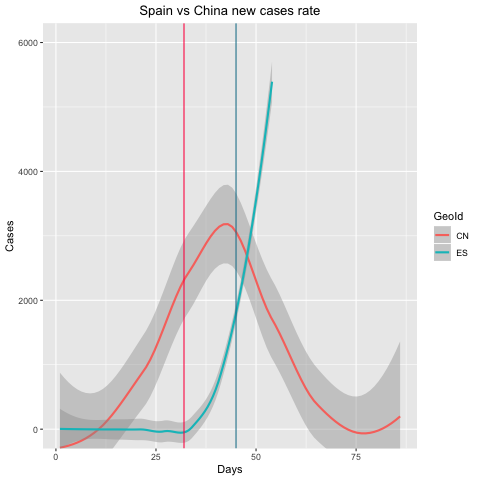 Spain vs China new cases rate
6000
4000
2000
0
Cases
0 25 50 75
Days
GeoId
CN
ES